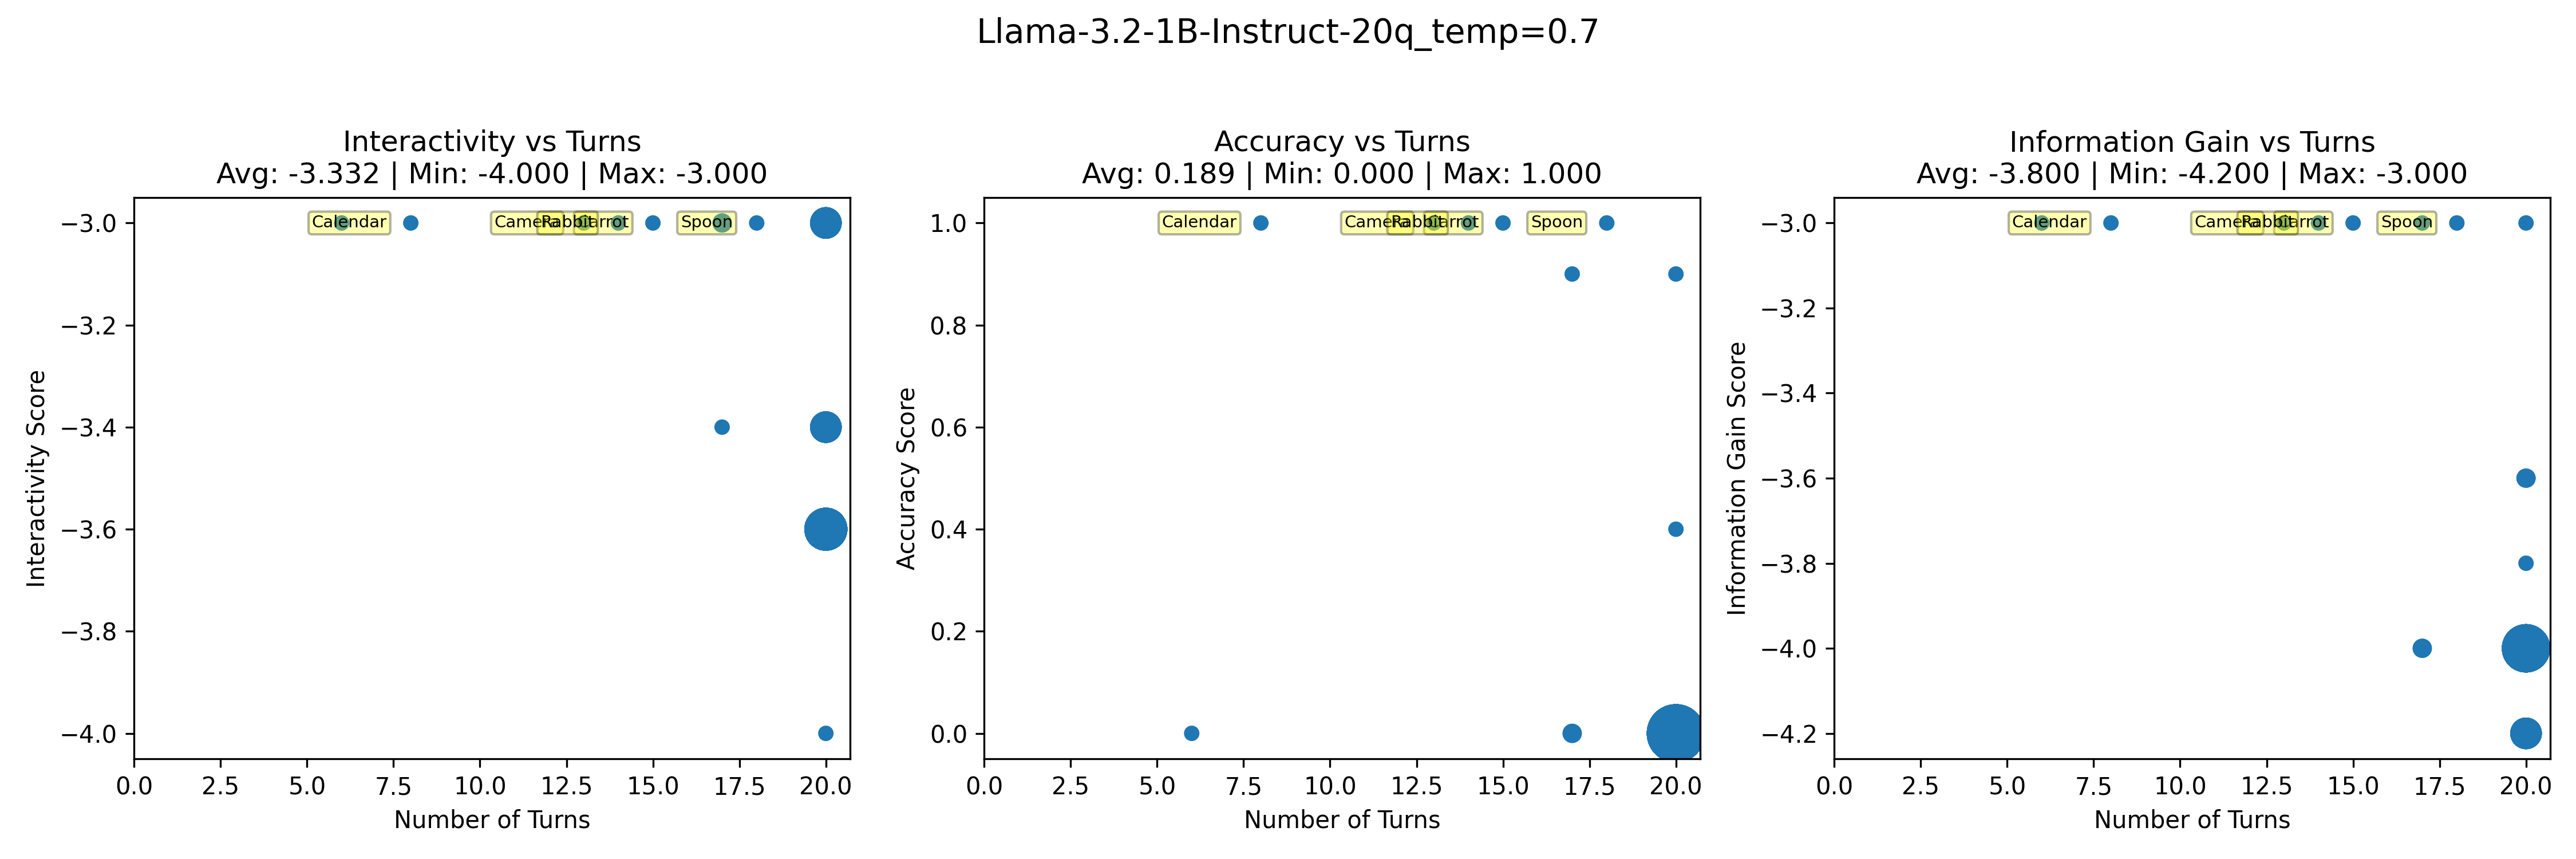 Llama-3.2-1B-Instruct-20q_temp=0.7
Interactivity vs Turns
Avg: -3.332 | Min: -4.000 | Max: -3.000
Interactivity Score
−3.0
−3.2
−3.4
−3.6
−3.8
−4.0
Calendar
Camera
Rabbit
Spoon
0.0 2.5 5.0 7.5 10.0 12.5 15.0 17.5 20.0
Number of Turns
Accuracy vs Turns
Avg: 0.189 | Min: 0.000 | Max: 1.000
Accuracy Score
1.0
0.8
0.6
0.4
0.2
0.0
Calendar
Camera
Rabbit
Spoon
0.0 2.5 5.0 7.5 10.0 12.5 15.0 17.5 20.0
Number of Turns
Information Gain vs Turns
Avg: -3.800 | Min: -4.200 | Max: -3.000
Information Gain Score
−3.0
−3.2
−3.4
−3.6
−3.8
−4.0
−4.2
Calendar
Camera
Rabbit
Spoon
0.0 2.5 5.0 7.5 10.0 12.5 15.0 17.5 20.0
Number of Turns